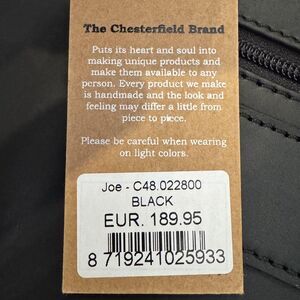 The Chesterfield Brand
Puts its heart and soul into
making unique products and
make them available to any
person. Every product we make
is handmade and the look and
feeling may differ a little from
piece to piece.
Please be careful when wearing
on light colors.
Joe - C48.022800
BLACK
EUR. 189.95
8 719241025933